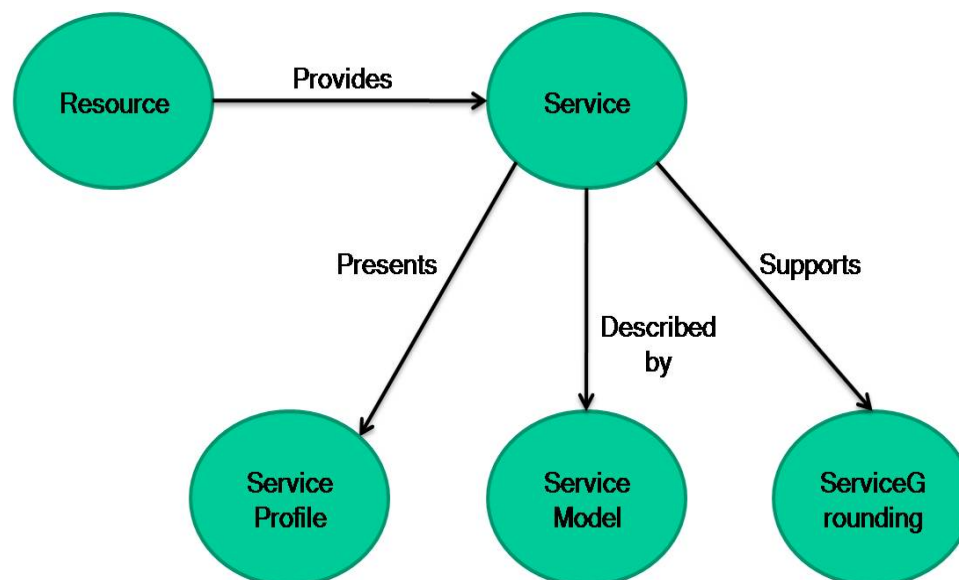 Provides
Resource
Service
Presents
Supports
Described
by
Service
Profile
Service
Model
ServiceG
rounding